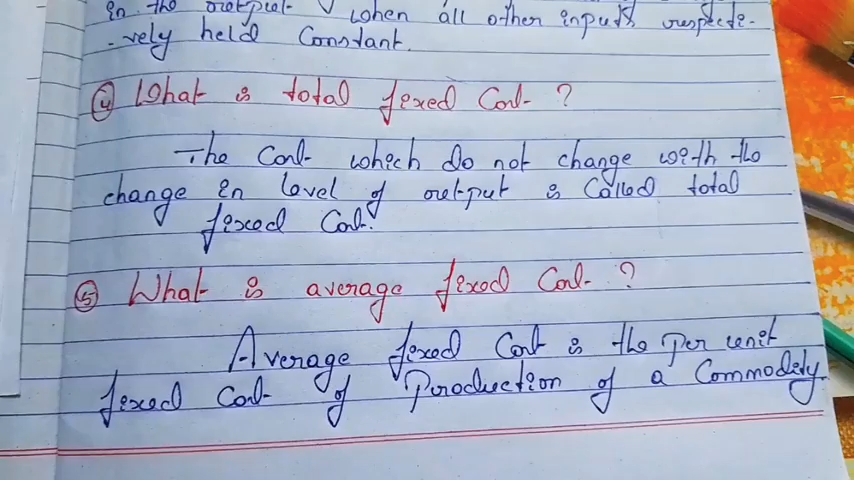 in the output when all other inputs respecti-
-vely held Constant.
④ What is total fixed Cost ?
The Cost which do not change with the
change in level of output is Called total
fixed Cost.
⑤ What is average fixed Cost ?
Average fixed Cost is the Per unit
fixed Cost of Production of a Commodity